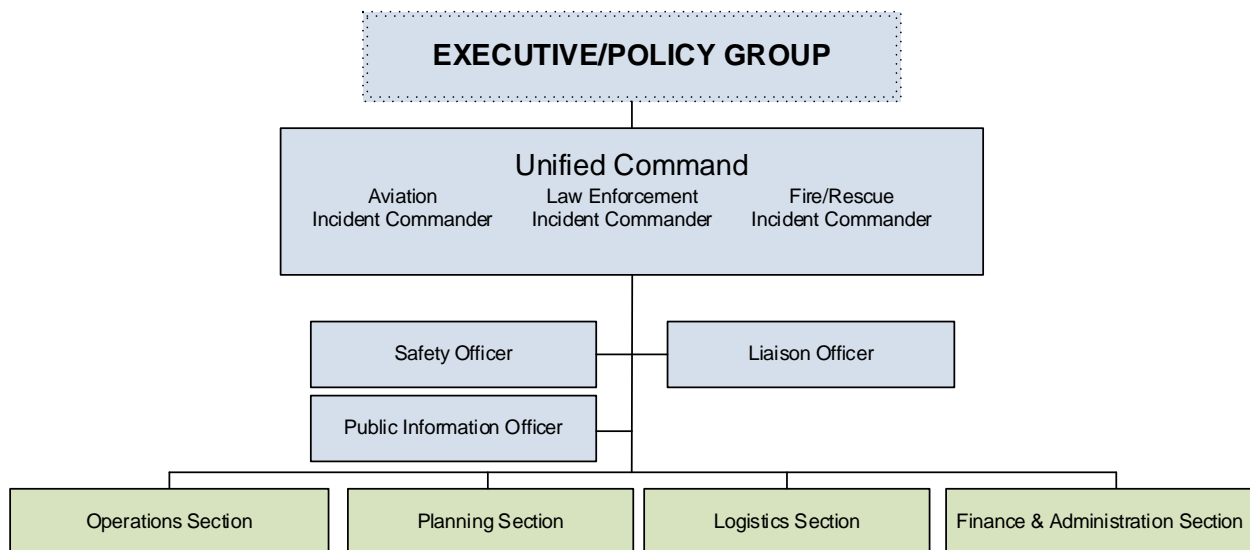 EXECUTIVE/POLICY GROUP
Unified Command
Aviation
Incident Commander
Law Enforcement
Incident Commander
Fire/Rescue
Incident Commander
Safety Officer
Liaison Officer
Public Information Officer
Operations Section
Planning Section
Logistics Section
Finance & Administration Section